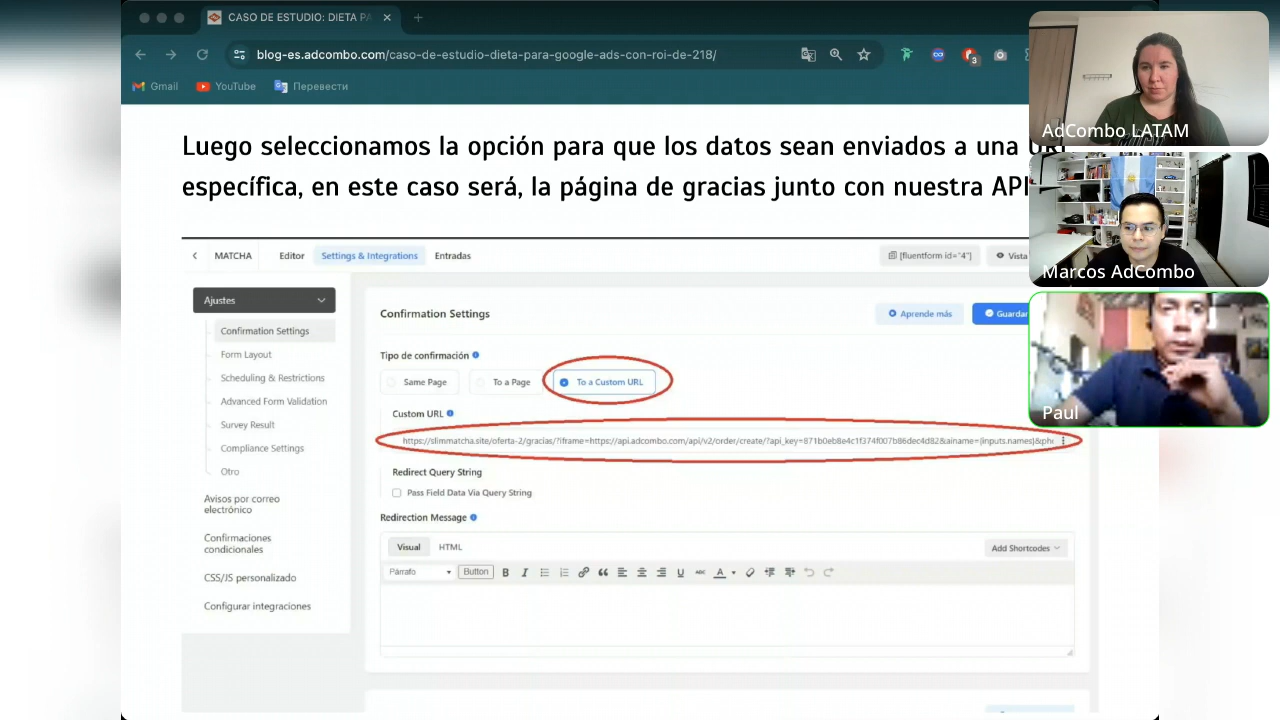 CASO DE ESTUDIO: DIETA PA
blog-es.adcombo.com/caso-de-estudio-dieta-para-google-ads-con-roi-de-218/
3
Gmail YouTube Перевести
Luego seleccionamos la opción para que los datos sean enviados a una URL
específica, en este caso será, la página de gracias junto con nuestra API
MATCHA Editor Settings & Integrations Entradas [fluentform id="4"] Vista
Ajustes
Confirmation Settings
Form Layout
Scheduling & Restrictions
Advanced Form Validation
Survey Result
Compliance Settings
Otro
Avisos por correo
electrónico
Confirmaciones
condicionales
CSS/JS personalizado
Configurar integraciones
Confirmation Settings Aprende más Guardar
Tipo de confirmación
Same Page To a Page To a Custom URL
Custom URL
https://slimmatcha.site/oferta-2/gracias/?iframe=https://api.adcombo.com/api/v2/order/create/?api_key=871b0eb8e4c1f374f007b86dec4d82&ainame={inputs.names}&pho
Redirect Query String
Pass Field Data Via Query String
Redirection Message
Visual HTML Add Shortcodes
Párrafo Button B I U ABC A
AdCombo LATAM
Marcos AdCombo
Paul